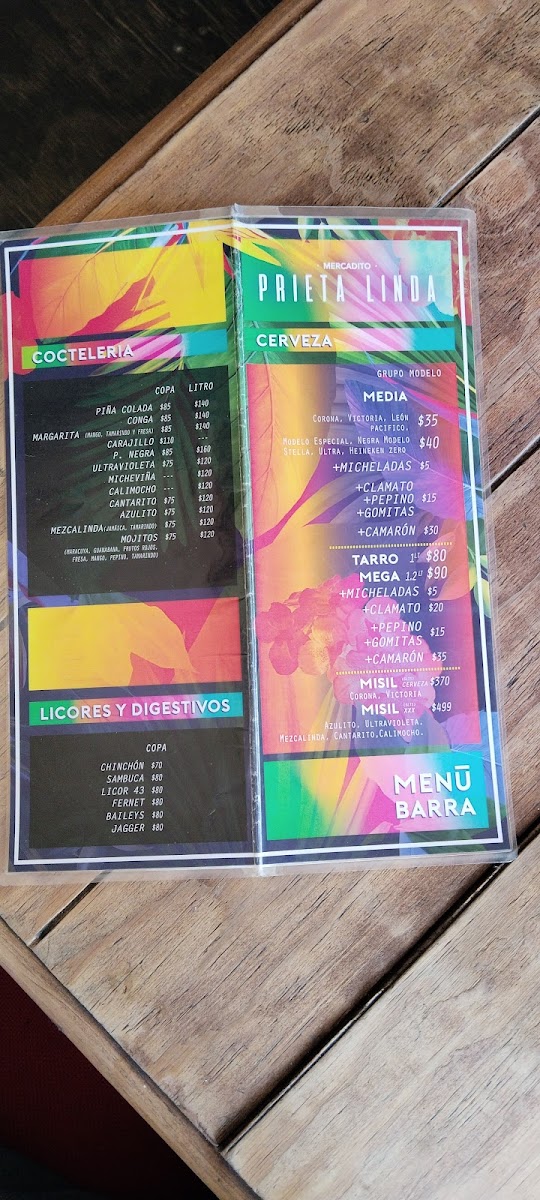 COCTELERÍA
COPA LITRO
PIÑA COLADA $85 $140
CONGA $85 $140
MARGARITA (MANGO, TAMARINDO Y FRESA) $85 $140
CARAJILLO $110 ---
P. NEGRA $85 $160
ULTRAVIOLETA $75 $120
MICHEVIÑA --- $120
CALIMOCHO --- $120
CANTARITO $75 $120
AZULITO $75 $120
MEZCALINDA (JAMAICA, TAMARINDO) $75 $120
MOJITOS $75 $120
(MARACUYA, GUANABANA, FRUTOS ROJOS,
FRESA, MANGO, PEPINO, TAMARINDO)
LICORES Y DIGESTIVOS
COPA
CHINCHÓN $70
SAMBUCA $80
LICOR 43 $80
FERNET $80
BAILEYS $80
JAGGER $80
· MERCADITO ·
PRIETA LINDA
CERVEZA
GRUPO MODELO
MEDIA
CORONA, VICTORIA, LEÓN $35
PACIFICO.
MODELO ESPECIAL, NEGRA MODELO $40
STELLA, ULTRA, HEINEKEN ZERO
+MICHELADAS $5
+CLAMATO
+PEPINO $15
+GOMITAS
+CAMARÓN $30
TARRO 1LT $80
MEGA 1.2LT $90
+MICHELADAS $5
+CLAMATO $20
+PEPINO
+GOMITAS $15
+CAMARÓN $35
MISIL CERVEZA $370
CORONA, VICTORIA
MISIL XXX $499
AZULITO, ULTRAVIOLETA,
MEZCALINDA, CANTARITO, CALIMOCHO.
MENŪ
BARRA